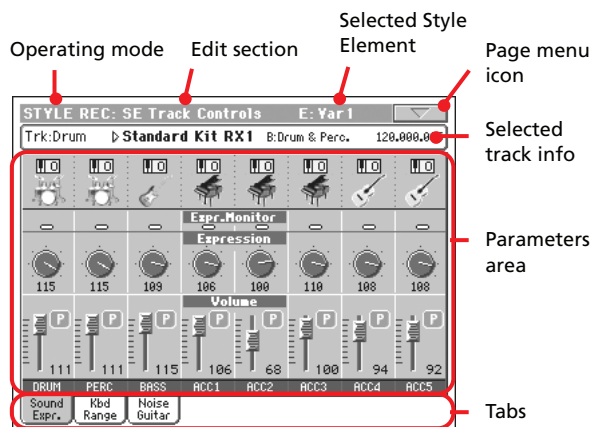 Operating mode
Edit section
Selected Style
Element
Page menu
icon
STYLE REC: SE Track Controls E: Var1
Trk:Drum Standard Kit RX1 B:Drum & Perc.
Selected
track info
Expr.Monitor
Expression
115 115 109 106 100 110 108 108
Parameters
area
Volume
P P P P P P P P
111 111 115 106 68 100 94 92
DRUM PERC BASS ACC1 ACC2 ACC3 ACC4 ACC5
Sound
Expr.
Kbd
Range
Noise
Guitar
Tabs